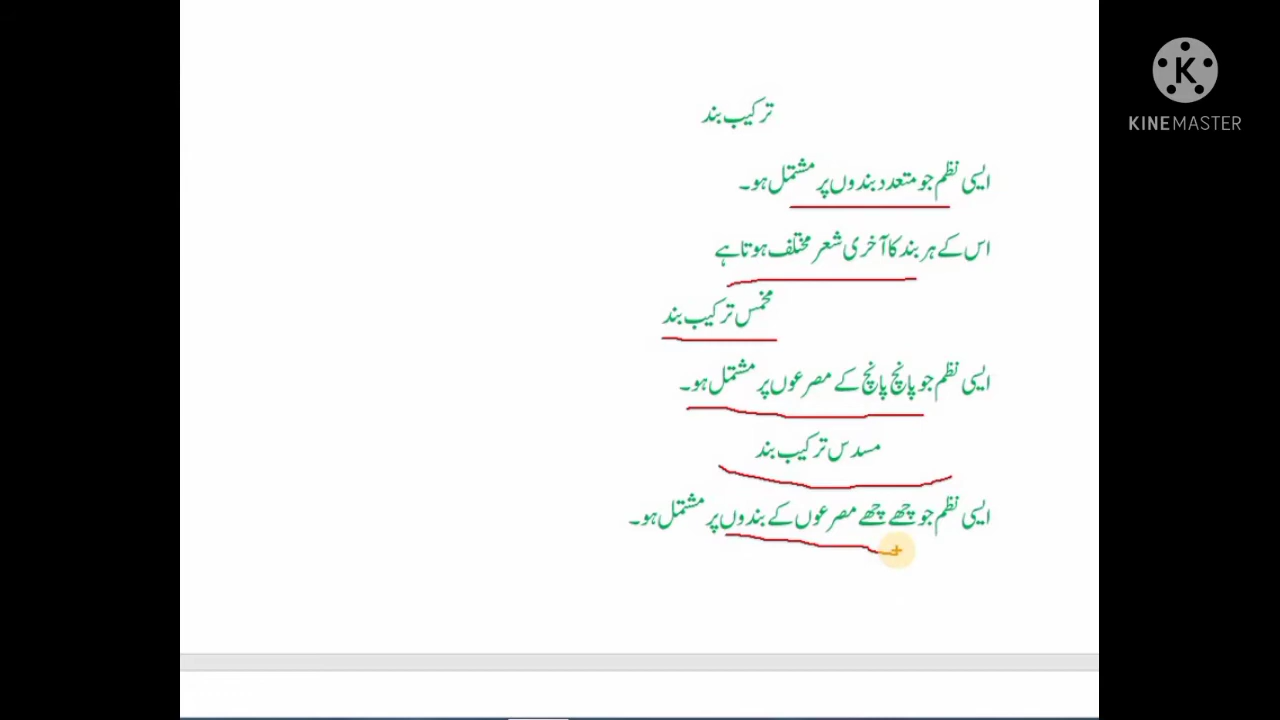 ترکیب بند
ایسی نظم جو متعدد بندوں پر مشتمل ہو۔
اس کے ہر بند کا آخری شعر مختلف ہوتا ہے
مخمس ترکیب بند
ایسی نظم جو پانچ پانچ کے مصرعوں پر مشتمل ہو۔
مسدس ترکیب بند
ایسی نظم جو چھے چھے مصرعوں کے بندوں پر مشتمل ہو۔
K
KINEMASTER